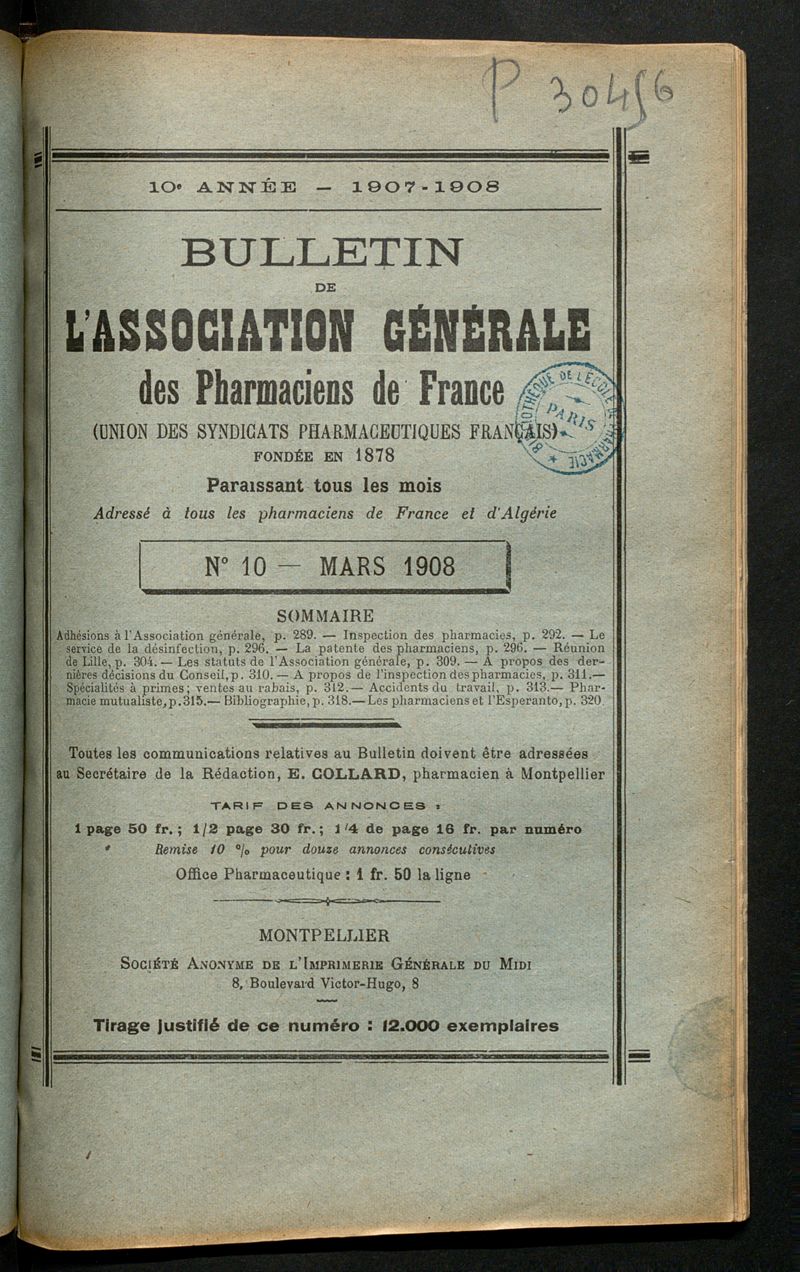 P 30456
10e ANNÉE — 1907-1908
BULLETIN
DE
L'ASSOCIATION GÉNÉRALE
des Pharmaciens de France
(UNION DES SYNDICATS PHARMACEUTIQUES FRANÇAIS)
BIBLIOTHÈQUE DE L'ÉCOLE DE PHARMACIE
PARIS
FONDÉE EN 1878
Paraissant tous les mois
Adressé à tous les pharmaciens de France et d'Algérie
N° 10 — MARS 1908
SOMMAIRE
Adhésions à l'Association générale, p. 289. — Inspection des pharmacies, p. 292. — Le
service de la désinfection, p. 296. — La patente des pharmaciens, p. 296. — Réunion
de Lille, p. 304. — Les statuts de l'Association générale, p. 309. — A propos des der-
nières décisions du Conseil, p. 310. — A propos de l'inspection des pharmacies, p. 311.—
Spécialités à primes; ventes au rabais, p. 312.— Accidents du travail, p. 313.— Phar-
macie mutualiste, p. 315.— Bibliographie, p. 318.— Les pharmaciens et l'Esperanto, p. 320
Toutes les communications relatives au Bulletin doivent être adressées
au Secrétaire de la Rédaction, E. COLLARD, pharmacien à Montpellier
TARIF DES ANNONCES :
1 page 50 fr.; 1/2 page 30 fr.; 1/4 de page 16 fr. par numéro
Remise 10 % pour douze annonces consécutives
Office Pharmaceutique : 1 fr. 50 la ligne
MONTPELLIER
SOCIÉTÉ ANONYME DE L'IMPRIMERIE GÉNÉRALE DU MIDI
8, Boulevard Victor-Hugo, 8
Tirage justifié de ce numéro : 12.000 exemplaires